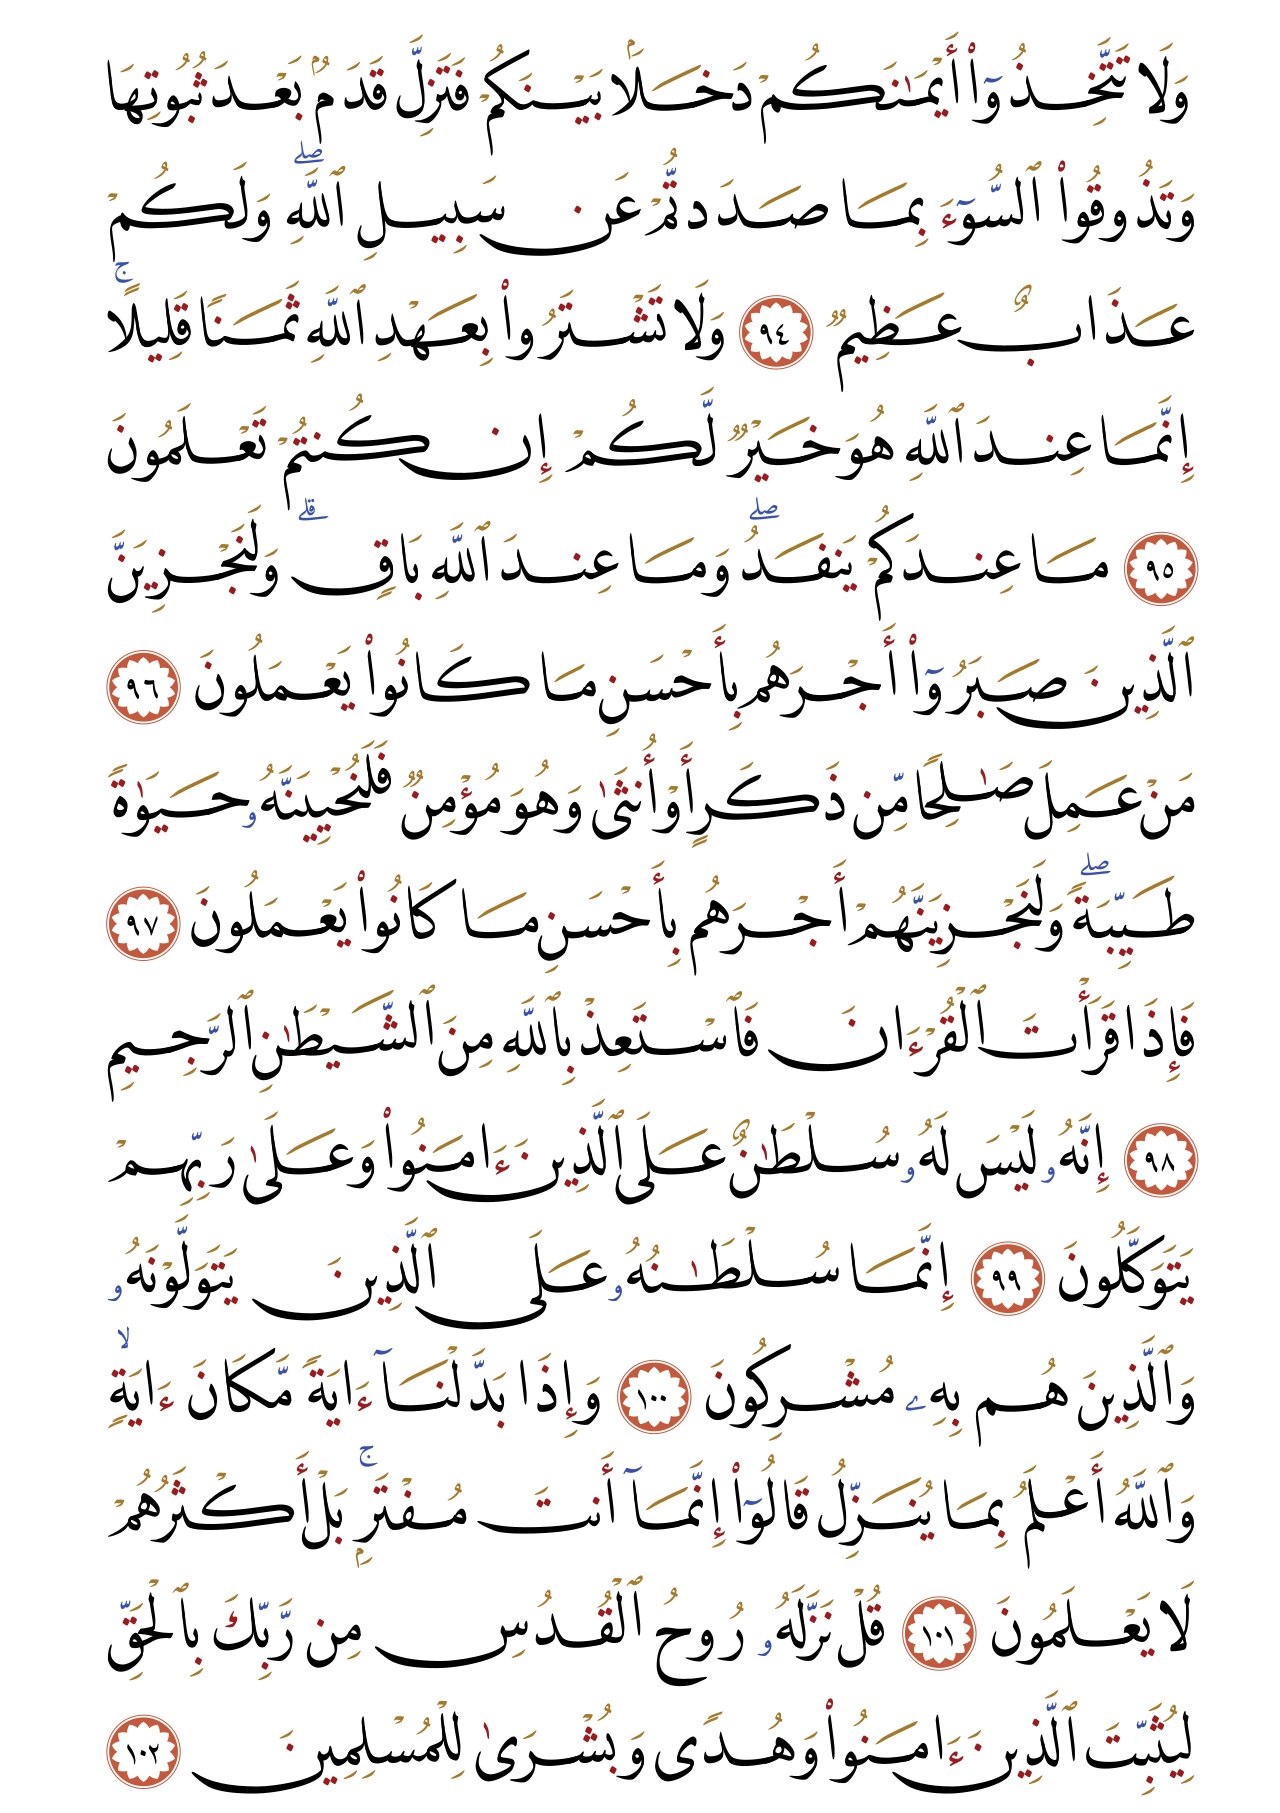 وَلَا تَتَّخِذُوٓا۟ أَيْمَـٰنَكُمْ دَخَلًۢا بَيْنَكُمْ فَتَزِلَّ قَدَمٌۢ بَعْدَ ثُبُوتِهَا
وَتَذُوقُوا۟ ٱلسُّوٓءَ بِمَا صَدَدتُّمْ عَن سَبِيلِ ٱللَّهِ ۖ وَلَكُمْ
عَذَابٌ عَظِيمٌ ٩٤ وَلَا تَشْتَرُوا۟ بِعَهْدِ ٱللَّهِ ثَمَنًا قَلِيلًا ۚ
إِنَّمَا عِندَ ٱللَّهِ هُوَ خَيْرٌ لَّكُمْ إِن كُنتُمْ تَعْلَمُونَ
٩٥ مَا عِندَكُمْ يَنفَدُ ۖ وَمَا عِندَ ٱللَّهِ بَاقٍ ۗ وَلَنَجْزِيَنَّ
ٱلَّذِينَ صَبَرُوٓا۟ أَجْرَهُم بِأَحْسَنِ مَا كَانُوا۟ يَعْمَلُونَ ٩٦
مَنْ عَمِلَ صَـٰلِحًا مِّن ذَكَرٍ أَوْ أُنثَىٰ وَهُوَ مُؤْمِنٌ فَلَنُحْيِيَنَّهُۥ حَيَوٰةً
طَيِّبَةً ۖ وَلَنَجْزِيَنَّهُمْ أَجْرَهُم بِأَحْسَنِ مَا كَانُوا۟ يَعْمَلُونَ ٩٧
فَإِذَا قَرَأْتَ ٱلْقُرْءَانَ فَٱسْتَعِذْ بِٱللَّهِ مِنَ ٱلشَّيْطَـٰنِ ٱلرَّجِيمِ
٩٨ إِنَّهُۥ لَيْسَ لَهُۥ سُلْطَـٰنٌ عَلَى ٱلَّذِينَ ءَامَنُوا۟ وَعَلَىٰ رَبِّهِمْ
يَتَوَكَّلُونَ ٩٩ إِنَّمَا سُلْطَـٰنُهُۥ عَلَى ٱلَّذِينَ يَتَوَلَّوْنَهُۥ
وَٱلَّذِينَ هُم بِهِۦ مُشْرِكُونَ ١٠٠ وَإِذَا بَدَّلْنَآ ءَايَةً مَّكَانَ ءَايَةٍ ۙ
وَٱللَّهُ أَعْلَمُ بِمَا يُنَزِّلُ قَالُوٓا۟ إِنَّمَآ أَنتَ مُفْتَرٍۭ ۚ بَلْ أَكْثَرُهُمْ
لَا يَعْلَمُونَ ١٠١ قُلْ نَزَّلَهُۥ رُوحُ ٱلْقُدُسِ مِن رَّبِّكَ بِٱلْحَقِّ
لِيُثَبِّتَ ٱلَّذِينَ ءَامَنُوا۟ وَهُدًى وَبُشْرَىٰ لِلْمُسْلِمِينَ ١٠٢